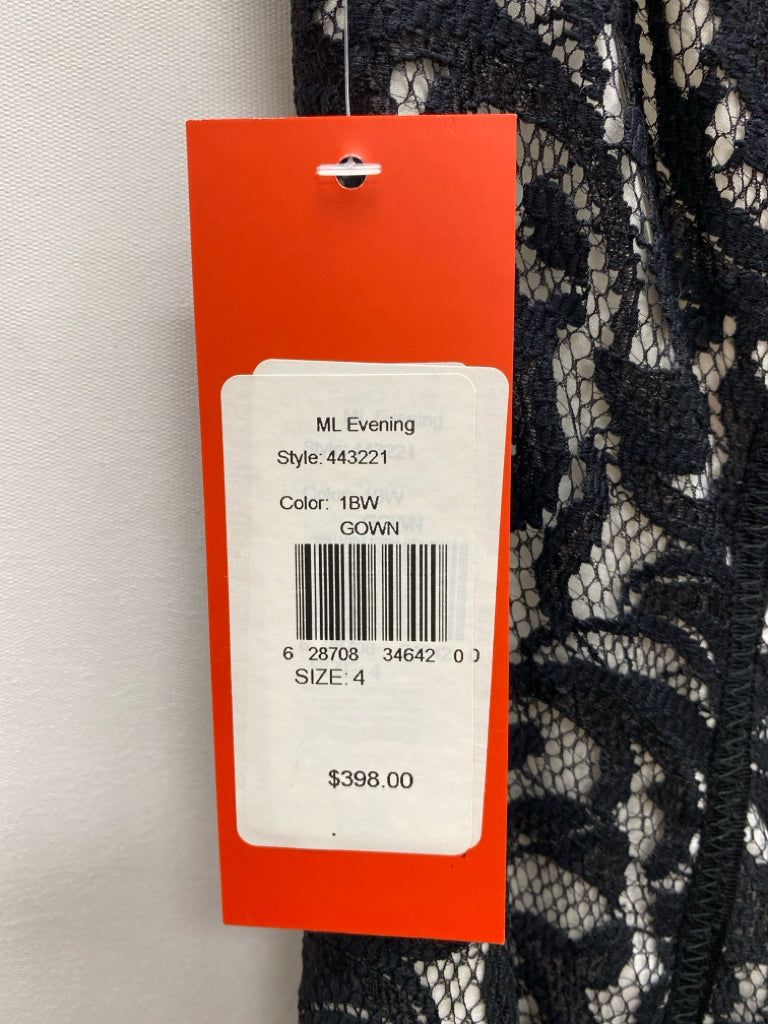 ML Evening
Style: 443221
Color: 1BW
GOWN
6 28708 34642 0
SIZE: 4
$398.00